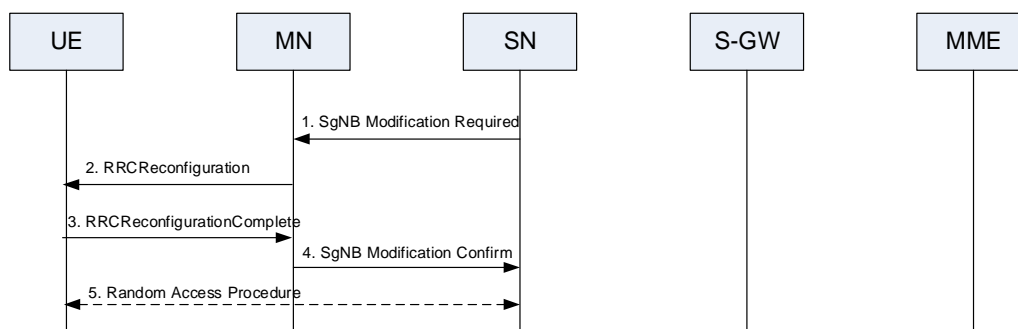 UE
MN
SN
S-GW
MME
1. SgNB Modification Required
2. RRCReconfiguration
3. RRCReconfigurationComplete
4. SgNB Modification Confirm
5. Random Access Procedure